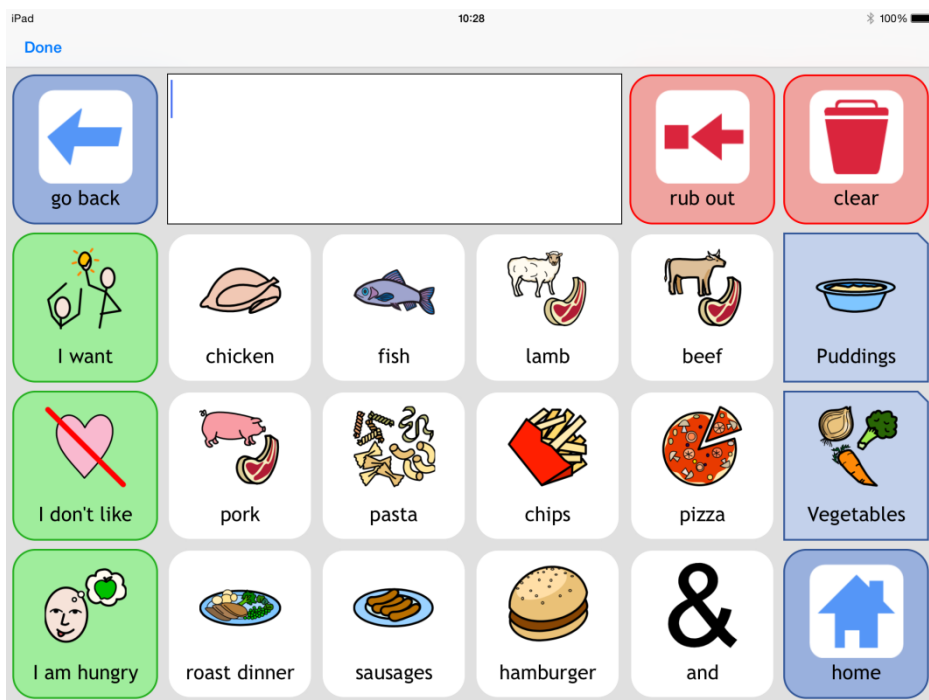 iPad 10:28 100%
Done
go back rub out clear
I want chicken fish lamb beef Puddings
I don't like pork pasta chips pizza Vegetables
&
I am hungry roast dinner sausages hamburger and home